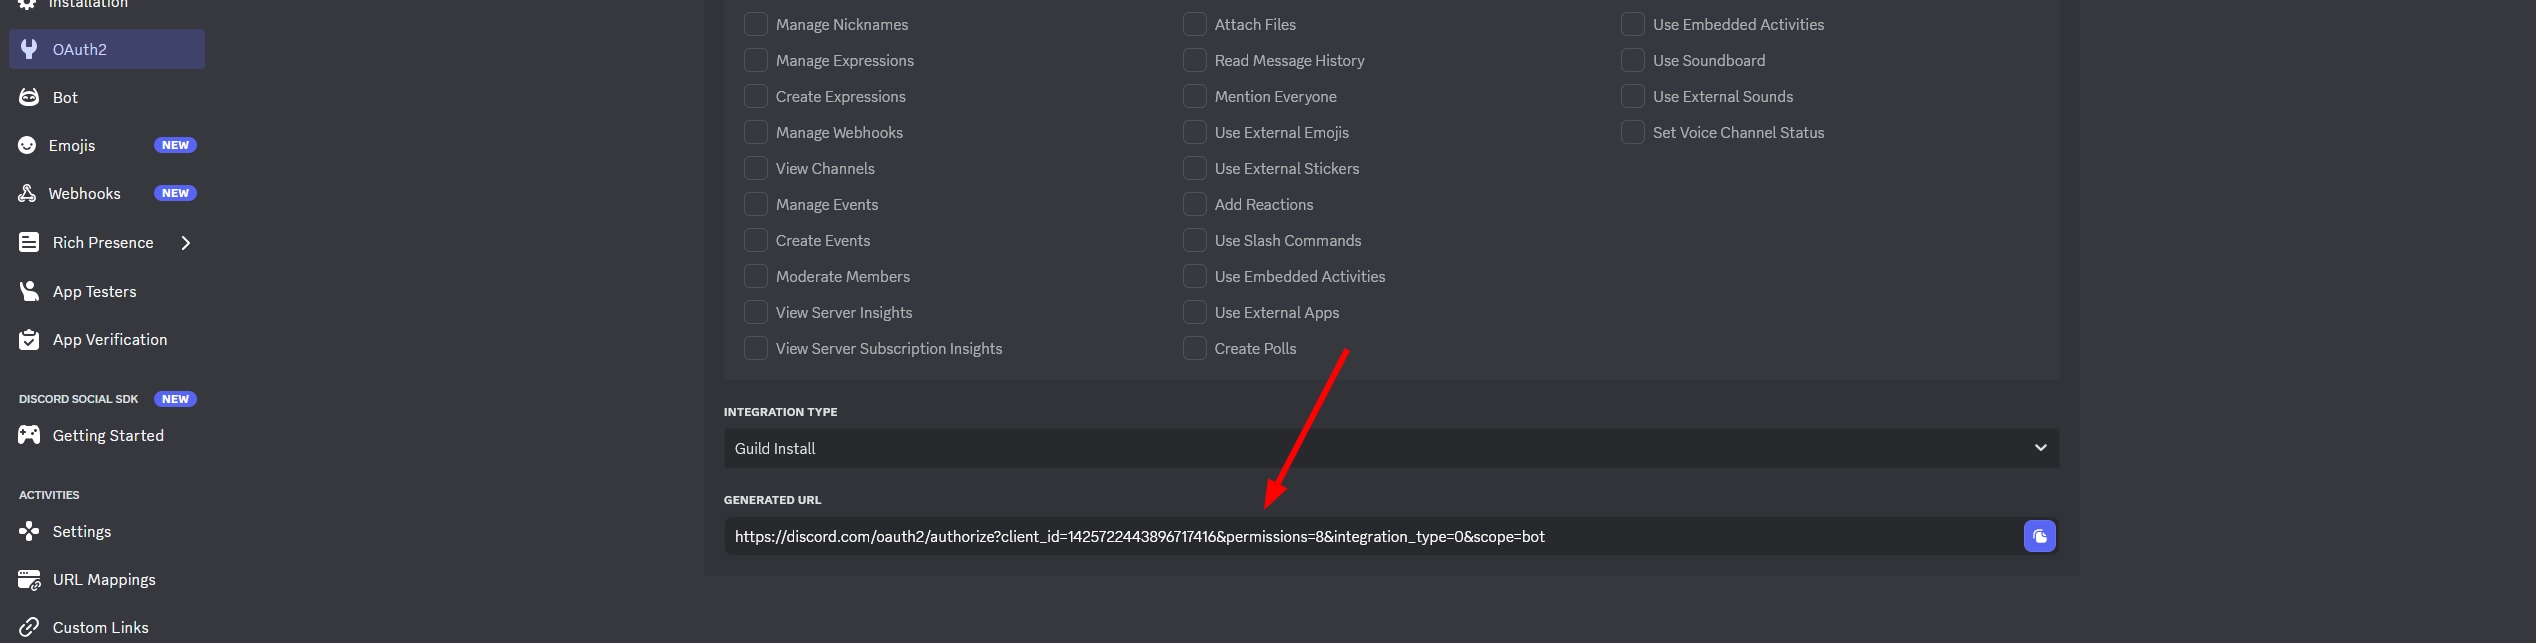 Installation
OAuth2
Bot
Emojis NEW
Webhooks NEW
Rich Presence
App Testers
App Verification
DISCORD SOCIAL SDK NEW
Getting Started
ACTIVITIES
Settings
URL Mappings
Custom Links
Manage Nicknames
Manage Expressions
Create Expressions
Manage Webhooks
View Channels
Manage Events
Create Events
Moderate Members
View Server Insights
View Server Subscription Insights
Attach Files
Read Message History
Mention Everyone
Use External Emojis
Use External Stickers
Add Reactions
Use Slash Commands
Use Embedded Activities
Use External Apps
Create Polls
Use Embedded Activities
Use Soundboard
Use External Sounds
Set Voice Channel Status
INTEGRATION TYPE
Guild Install
GENERATED URL
https://discord.com/oauth2/authorize?client_id=1425722443896717416&permissions=8&integration_type=0&scope=bot